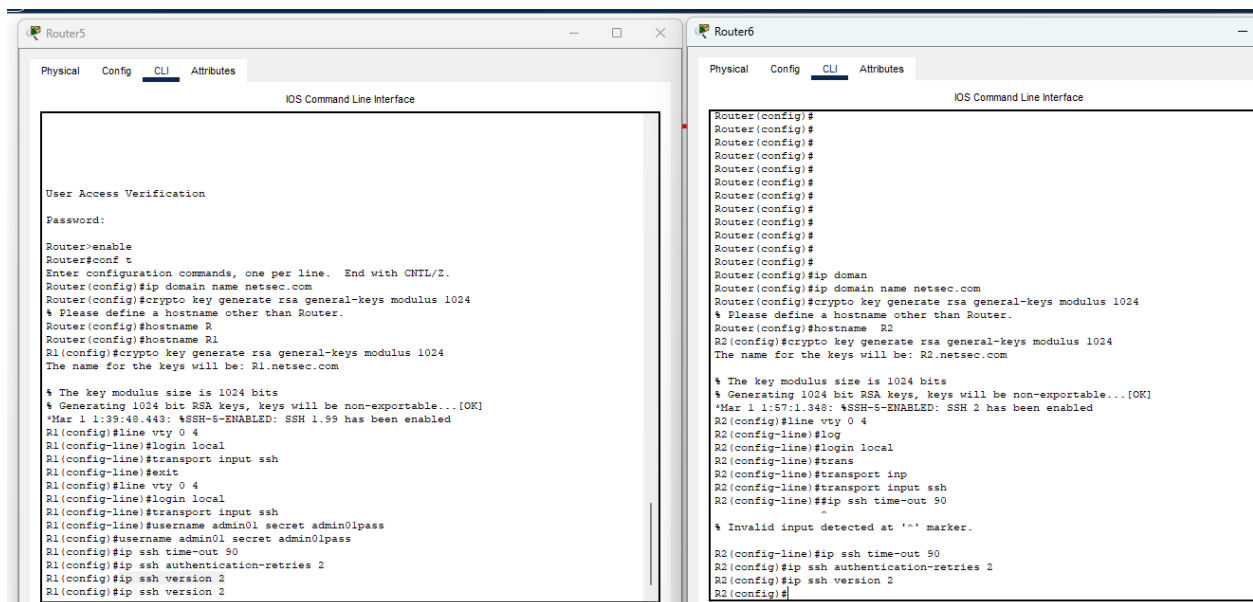 Router5
Physical Config CLI Attributes
IOS Command Line Interface
User Access Verification
Password:
Router>enable
Router#conf t
Enter configuration commands, one per line. End with CNTL/Z.
Router(config)#ip domain name netsec.com
Router(config)#crypto key generate rsa general-keys modulus 1024
% Please define a hostname other than Router.
Router(config)#hostname R
Router(config)#hostname R1
R1(config)#crypto key generate rsa general-keys modulus 1024
The name for the keys will be: R1.netsec.com
% The key modulus size is 1024 bits
% Generating 1024 bit RSA keys, keys will be non-exportable...[OK]
*Mar 1 1:39:48.443: %SSH-5-ENABLED: SSH 1.99 has been enabled
R1(config)#line vty 0 4
R1(config-line)#login local
R1(config-line)#transport input ssh
R1(config-line)#exit
R1(config)#line vty 0 4
R1(config-line)#login local
R1(config-line)#transport input ssh
R1(config-line)#username admin01 secret admin01pass
R1(config)#username admin01 secret admin01pass
R1(config)#ip ssh time-out 90
R1(config)#ip ssh authentication-retries 2
R1(config)#ip ssh version 2
R1(config)#ip ssh version 2
Router6
Physical Config CLI Attributes
IOS Command Line Interface
Router(config)#
Router(config)#
Router(config)#
Router(config)#
Router(config)#
Router(config)#
Router(config)#
Router(config)#
Router(config)#
Router(config)#
Router(config)#
Router(config)#
Router(config)#ip doman
Router(config)#ip domain name netsec.com
Router(config)#crypto key generate rsa general-keys modulus 1024
% Please define a hostname other than Router.
Router(config)#hostname R2
R2(config)#crypto key generate rsa general-keys modulus 1024
The name for the keys will be: R2.netsec.com
% The key modulus size is 1024 bits
% Generating 1024 bit RSA keys, keys will be non-exportable...[OK]
*Mar 1 1:57:1.348: %SSH-5-ENABLED: SSH 2 has been enabled
R2(config)#line vty 0 4
R2(config-line)#log
R2(config-line)#login local
R2(config-line)#trans
R2(config-line)#transport inp
R2(config-line)#transport input ssh
R2(config-line)##ip ssh time-out 90
^
% Invalid input detected at '^' marker.
R2(config-line)#ip ssh time-out 90
R2(config)#ip ssh authentication-retries 2
R2(config)#ip ssh version 2
R2(config)#